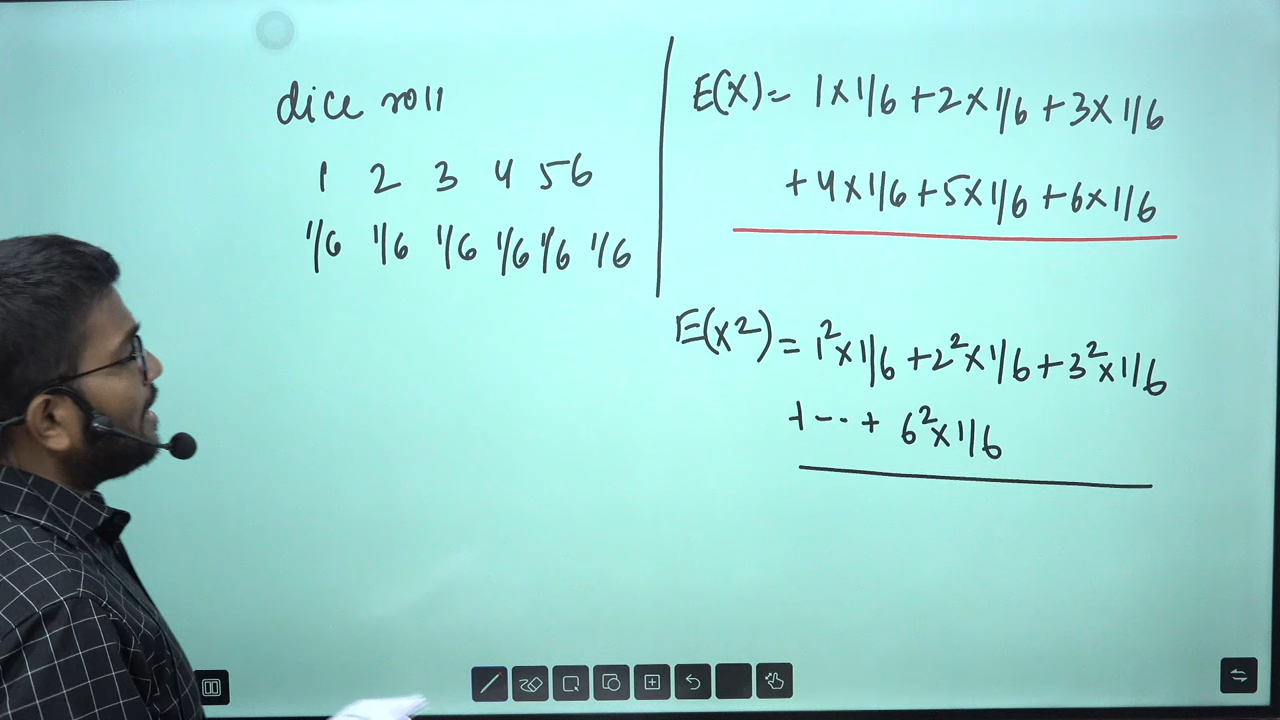 dice roll
1 2 3 4 5 6
1/6 1/6 1/6 1/6 1/6 1/6
E(X) = 1x1/6 + 2x1/6 + 3x1/6
+ 4x1/6 + 5x1/6 + 6x1/6
E(x²) = 1²x1/6 + 2²x1/6 + 3²x1/6
+ -- + 6²x1/6